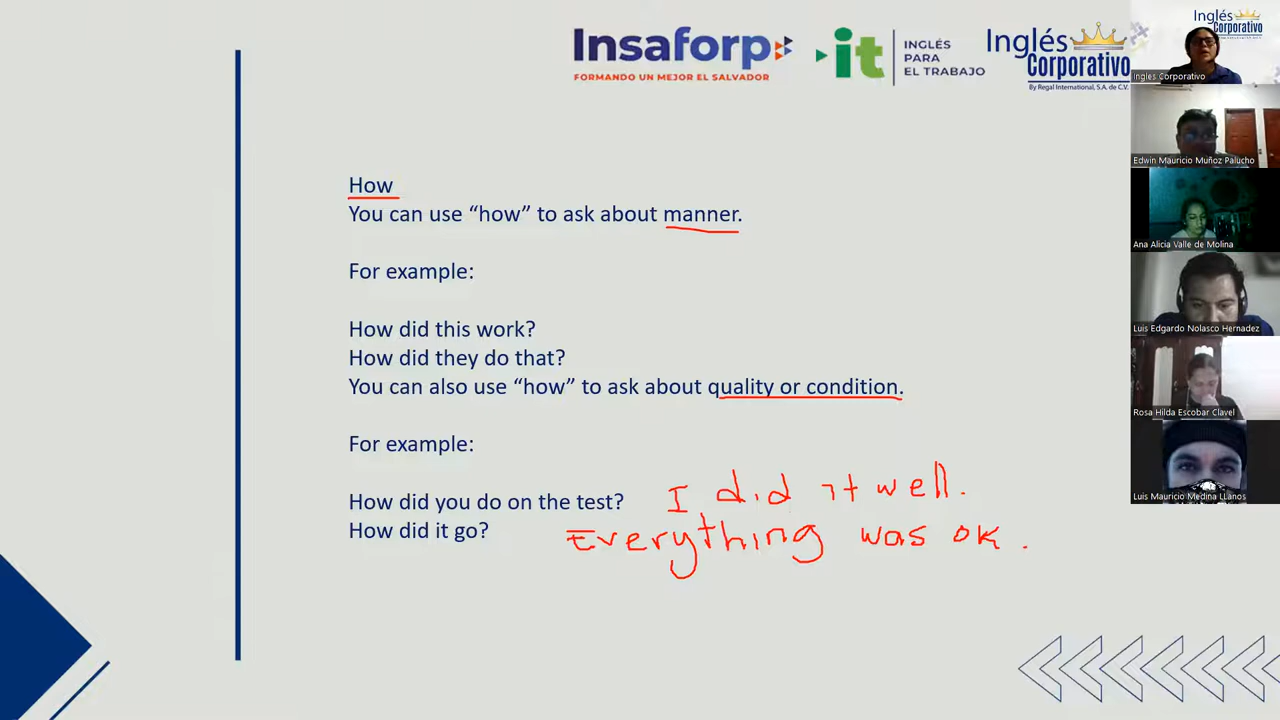 Insaforp
FORMANDO UN MEJOR EL SALVADOR
it
INGLÉS
PARA
EL TRABAJO
Inglés
Corporativo
By Regal International, S.A. de C.V.
Inglés
Corporativo
Ingles Corporativo
Edwin Mauricio Muñoz Palucho
Ana Alicia Valle de Molina
Luis Edgardo Nolasco Hernadez
Rosa Hilda Escobar Clavel
Luis Mauricio Medina LLanos
How
You can use “how” to ask about manner.
For example:
How did this work?
How did they do that?
You can also use “how” to ask about quality or condition.
For example:
How did you do on the test? I did it well.
How did it go? Everything was ok.